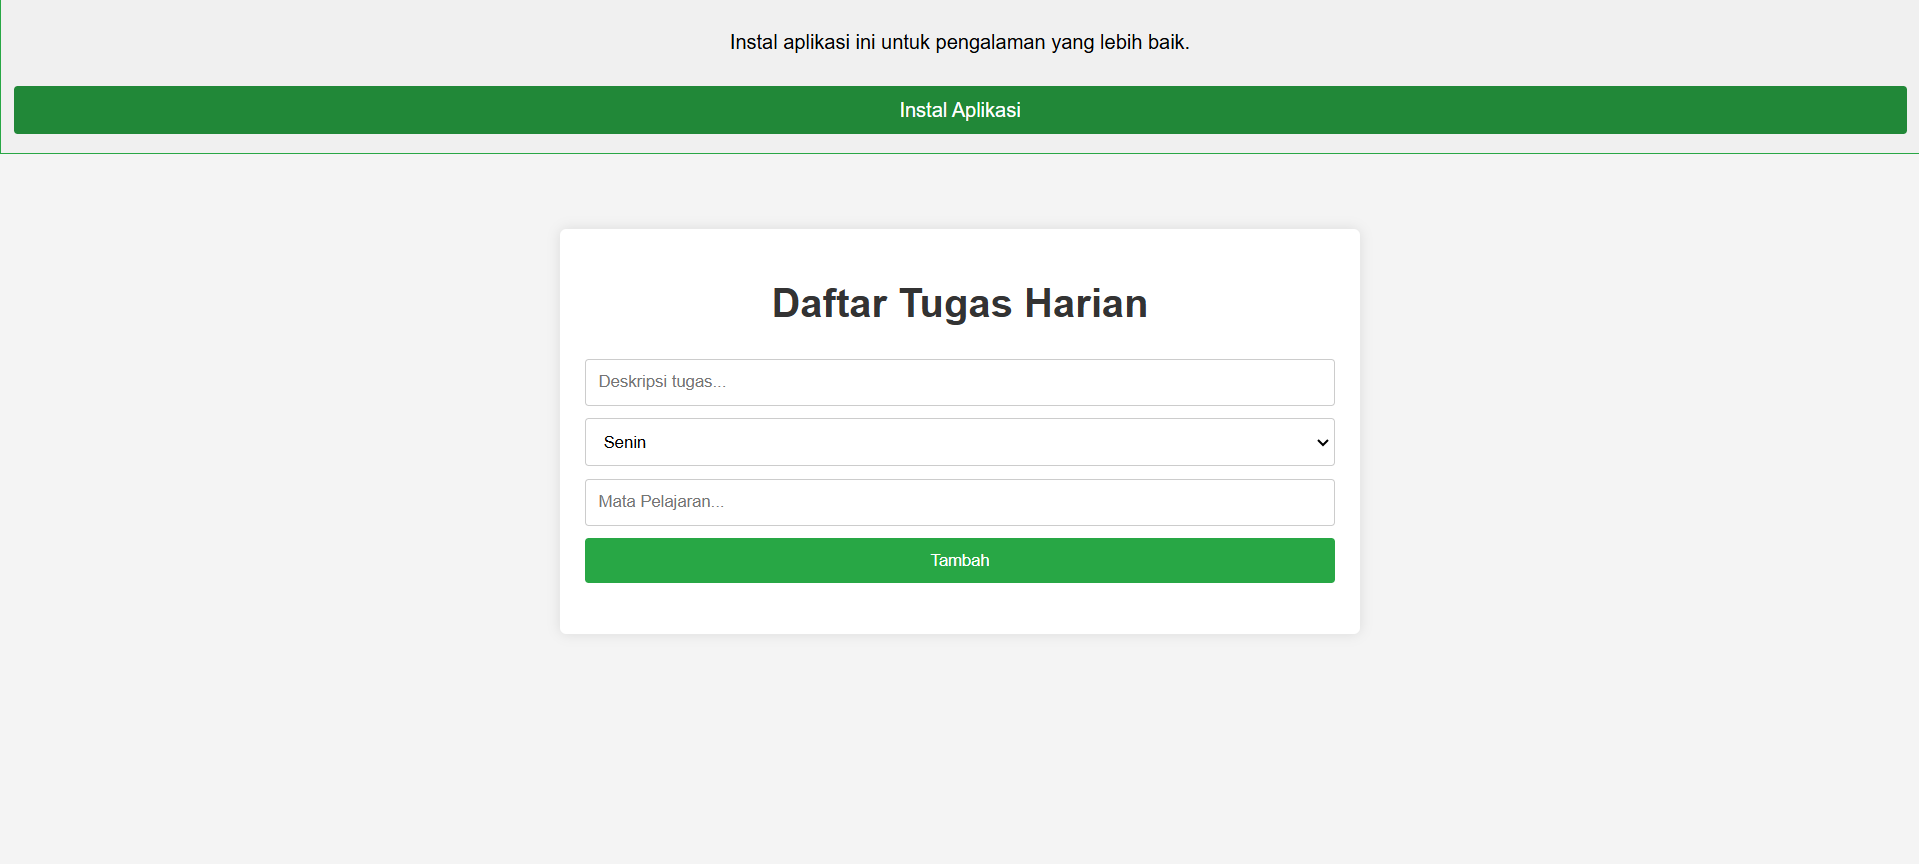 Instal aplikasi ini untuk pengalaman yang lebih baik.
Instal Aplikasi
Daftar Tugas Harian
Deskripsi tugas...
Senin
Mata Pelajaran...
Tambah